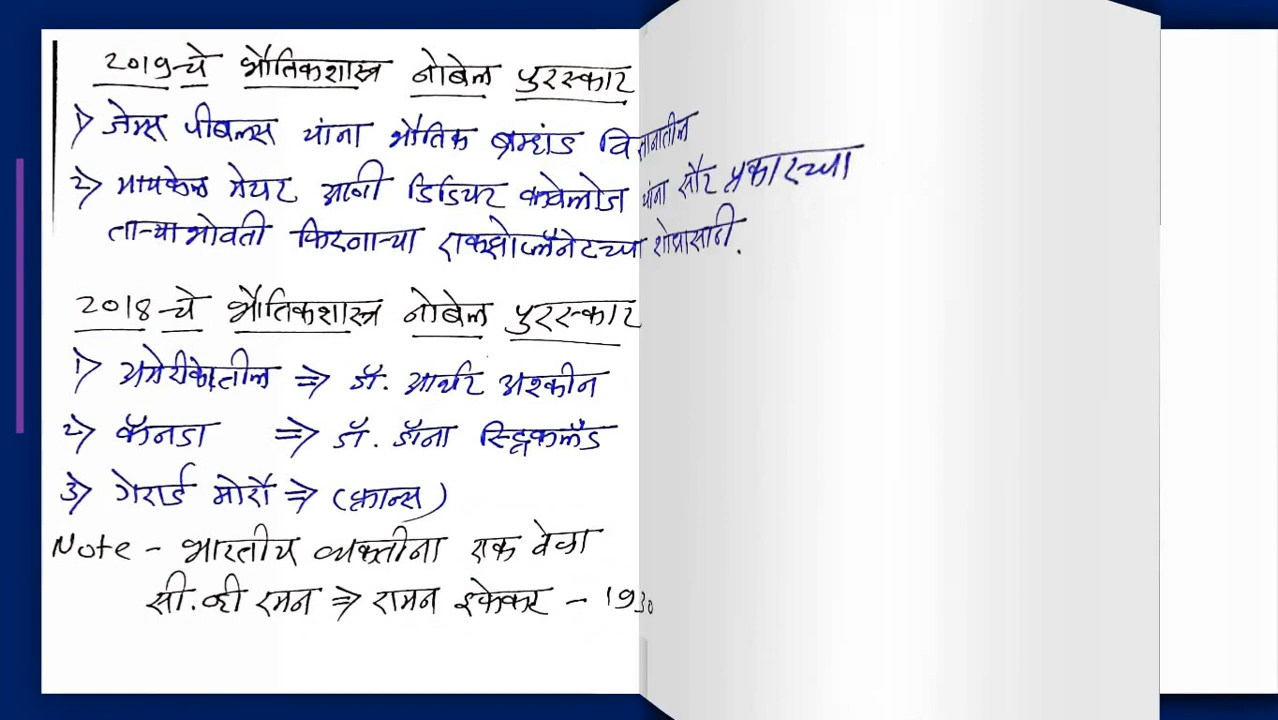 2019-चे भौतिकशास्त्र नोबेल पुरस्कार
1) जेम्स पीबल्स यांना भौतिक ब्रम्हांड विज्ञानातील
2) मायकेल मेयर आणी डिडियर क्वेलोज यांना सौर प्रकारच्या
ताऱ्याभोवती फिरणाऱ्या एक्सोप्लॅनेटच्या शोधासाठी.
2018-चे भौतिकशास्त्र नोबेल पुरस्कार
1) अमेरीकेतील ⇒ डॉ. आर्थर अश्कीन
2) कॅनडा ⇒ डॉ. डॉना स्ट्रिकलँड
3) गेरार्ड मोरौ ⇒ (फ्रान्स)
Note - भारतीय व्यक्तीना एक वेळा
सी.व्ही रमन ⇒ रामन इफेक्ट - 1930